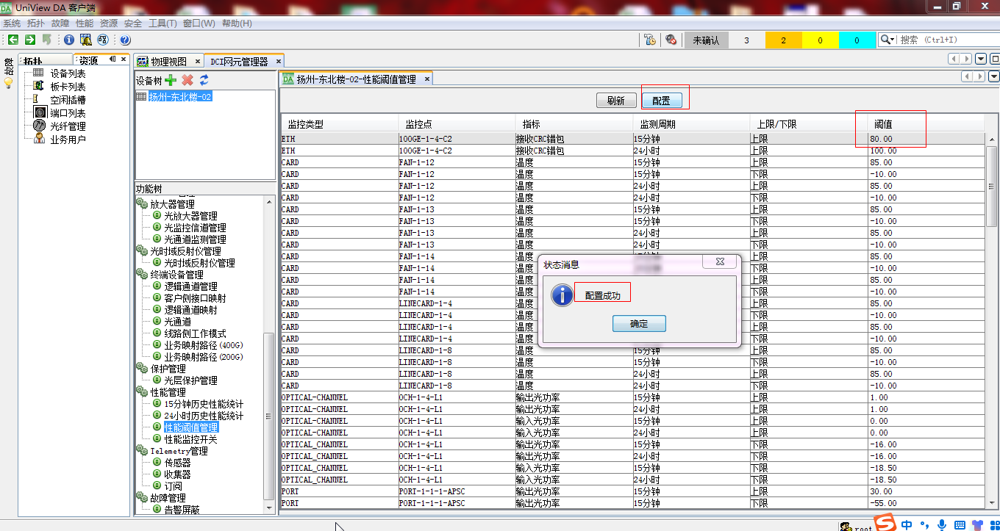 UniView DA 客户端
系统 拓扑 故障 性能 资源 安全 工具(T) 窗口(W) 帮助(H)
未确认 3 2 0 0 搜索 (Ctrl+I)
拓扑 资源
设备列表
板卡列表
空闲插槽
端口列表
光纤管理
业务用户
物理视图 DCI网元管理器
设备树
扬州-东北楼-02
功能树
放大器管理
光放大器管理
光监控信道管理
光通道监测管理
光时域反射仪管理
光时域反射仪管理
终端设备管理
逻辑通道管理
客户侧接口映射
逻辑通道映射
光通道
线路侧工作模式
业务映射路径(400G)
业务映射路径(200G)
保护管理
光层保护管理
性能管理
15分钟历史性能统计
24小时历史性能统计
性能阈值管理
性能监控开关
Telemetry管理
传感器
收集器
订阅
故障管理
告警屏蔽
扬州-东北楼-02-性能阈值管理
刷新 配置
监控类型 监控点 指标 监测周期 上限/下限 阈值
ETH 100GE-1-4-C2 接收CRC错包 15分钟 上限 80.00
ETH 100GE-1-4-C2 接收CRC错包 24小时 上限 100.00
CARD FAN-1-12 温度 15分钟 上限 85.00
CARD FAN-1-12 温度 15分钟 下限 -10.00
CARD FAN-1-12 温度 24小时 上限 85.00
CARD FAN-1-12 温度 24小时 下限 -10.00
CARD FAN-1-13 温度 15分钟 上限 85.00
CARD FAN-1-13 温度 15分钟 下限 -10.00
CARD FAN-1-13 温度 24小时 上限 85.00
CARD FAN-1-13 温度 24小时 下限 -10.00
CARD FAN-1-14 温度 上限 85.00
CARD FAN-1-14 温度 下限 -10.00
CARD FAN-1-14 温度 上限 85.00
CARD FAN-1-14 温度 下限 -10.00
CARD LINECARD-1-4 温度 上限 85.00
CARD LINECARD-1-4 温度 下限 -10.00
CARD LINECARD-1-4 温度 上限 85.00
CARD LINECARD-1-4 温度 下限 -10.00
CARD LINECARD-1-8 温度 15分钟 上限 85.00
CARD LINECARD-1-8 温度 15分钟 下限 -10.00
CARD LINECARD-1-8 温度 24小时 上限 85.00
CARD LINECARD-1-8 温度 24小时 下限 -10.00
OPTICAL-CHANNEL OCH-1-4-L1 输出光功率 15分钟 上限 1.00
OPTICAL_CHANNEL OCH-1-4-L1 输出光功率 24小时 上限 1.00
OPTICAL-CHANNEL OCH-1-4-L1 输入光功率 15分钟 上限 0.00
OPTICAL_CHANNEL OCH-1-4-L1 输入光功率 24小时 上限 0.00
OPTICAL_CHANNEL OCH-1-4-L1 输出光功率 15分钟 下限 -16.00
OPTICAL_CHANNEL OCH-1-4-L1 输出光功率 24小时 下限 -16.00
OPTICAL_CHANNEL OCH-1-4-L1 输入光功率 15分钟 下限 -18.50
OPTICAL_CHANNEL OCH-1-4-L1 输入光功率 24小时 下限 -18.50
PORT PORT-1-1-1-APSC 输出光功率 15分钟 上限 30.00
PORT PORT-1-1-1-APSC 输出光功率 15分钟 下限 -55.00
状态消息
配置成功
确定
root 中